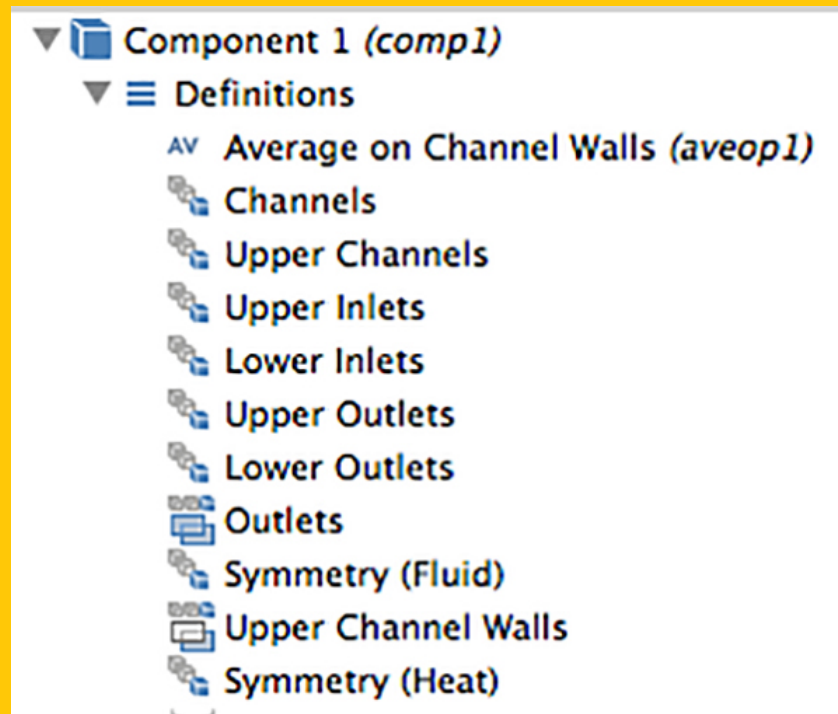 Component 1 (comp1)
Definitions
AV Average on Channel Walls (aveop1)
Channels
Upper Channels
Upper Inlets
Lower Inlets
Upper Outlets
Lower Outlets
Outlets
Symmetry (Fluid)
Upper Channel Walls
Symmetry (Heat)